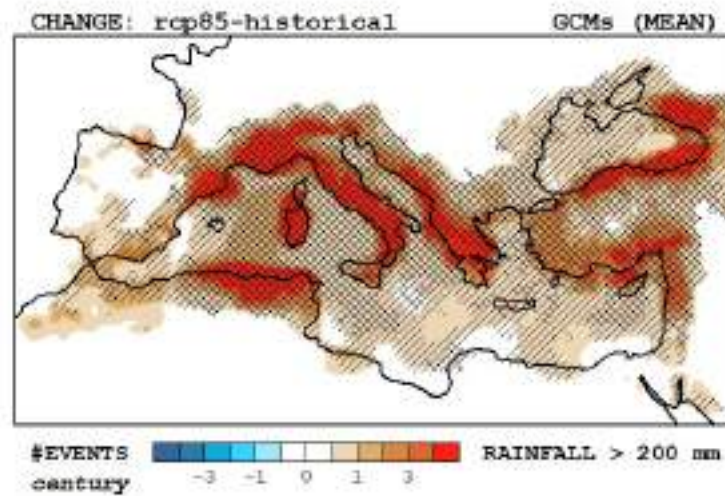 CHANGE: rcp85-historical GCMs (MEAN)
#EVENTS
century
-3 -1 0 1 3
RAINFALL > 200 mm